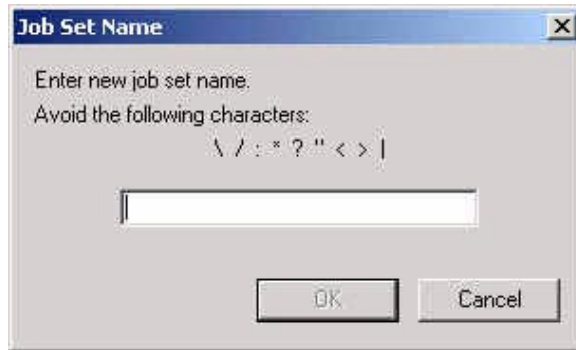 Job Set Name
Enter new job set name.
Avoid the following characters:
\ / : * ? " < > |
OK
Cancel